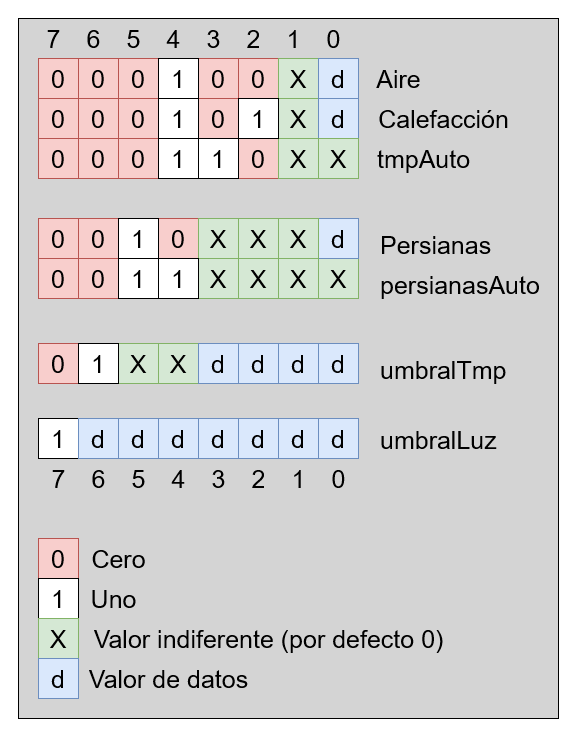 7 6 5 4 3 2 1 0
0 0 0 1 0 0 X d Aire
0 0 0 1 0 1 X d Calefacción
0 0 0 1 1 0 X X tmpAuto
0 0 1 0 X X X d Persianas
0 0 1 1 X X X X persianasAuto
0 1 X X d d d d umbralTmp
1 d d d d d d d umbralLuz
7 6 5 4 3 2 1 0
0 Cero
1 Uno
X Valor indiferente (por defecto 0)
d Valor de datos